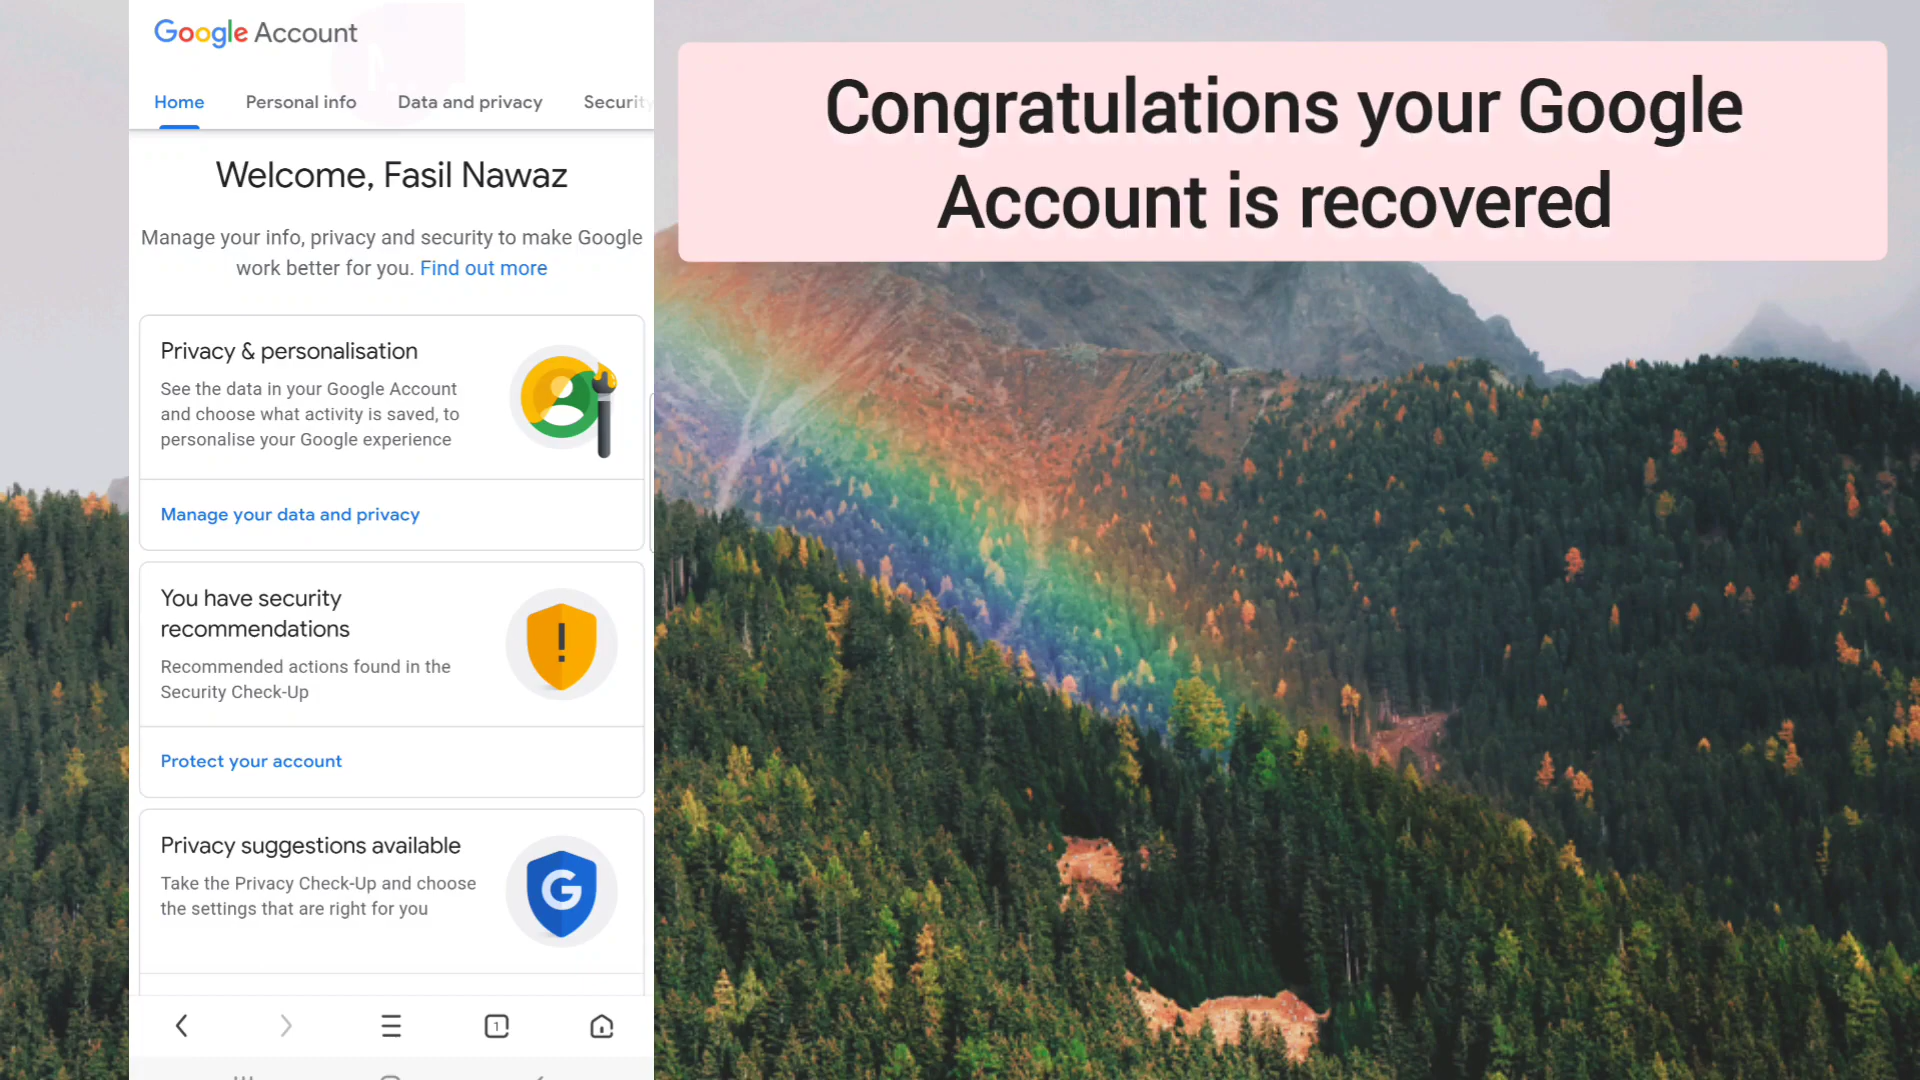 Google Account
Home Personal info Data and privacy Security
Welcome, Fasil Nawaz
Manage your info, privacy and security to make Google
work better for you. Find out more
Privacy & personalisation
See the data in your Google Account
and choose what activity is saved, to
personalise your Google experience
Manage your data and privacy
You have security
recommendations
Recommended actions found in the
Security Check-Up
Protect your account
Privacy suggestions available
Take the Privacy Check-Up and choose
the settings that are right for you
G
1
Congratulations your Google
Account is recovered